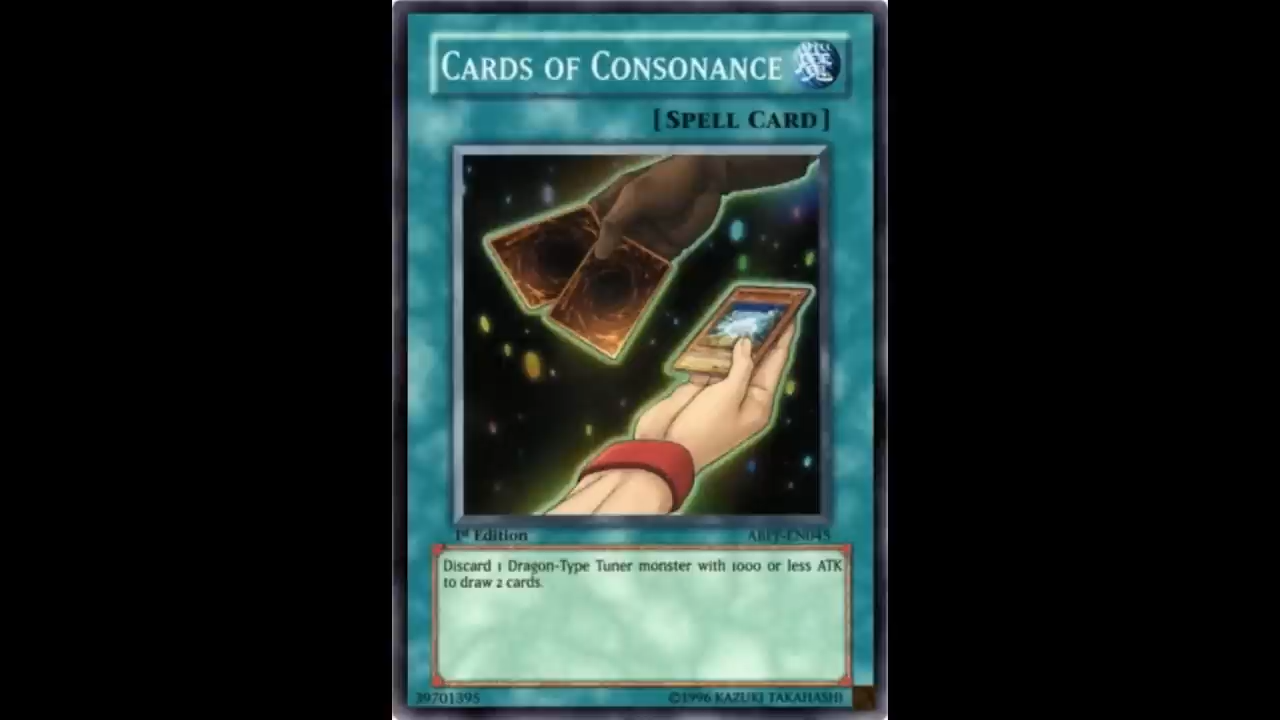 CARDS OF CONSONANCE
[SPELL CARD]
1st Edition
ABPF-EN045
Discard 1 Dragon-Type Tuner monster with 1000 or less ATK
to draw 2 cards.
39701395
©1996 KAZUKI TAKAHASHI